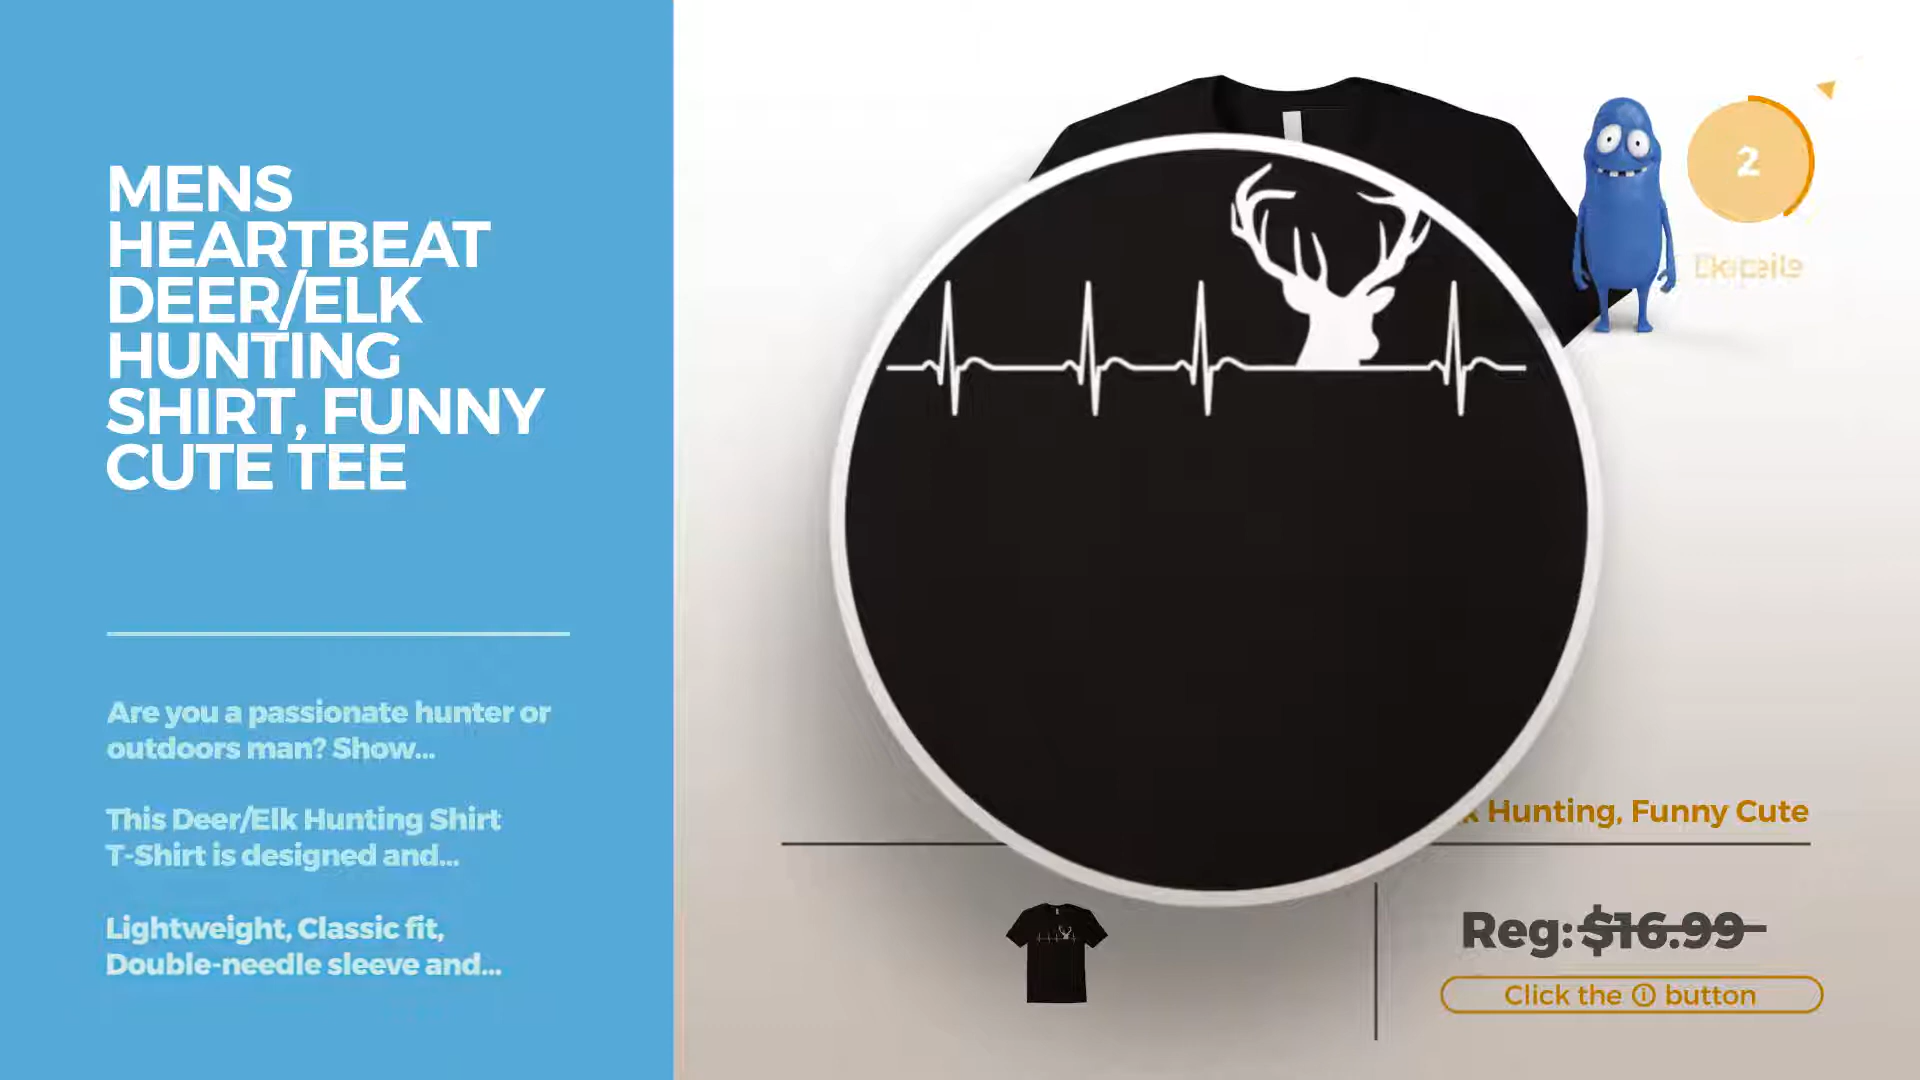 MENS
HEARTBEAT
DEER/ELK
HUNTING
SHIRT, FUNNY
CUTE TEE
Are you a passionate hunter or
outdoors man? Show...
This Deer/Elk Hunting Shirt
T-Shirt is designed and...
Lightweight, Classic fit,
Double-needle sleeve and...
2
Hunting, Funny Cute
Reg: $16.99
Click the ⓘ button